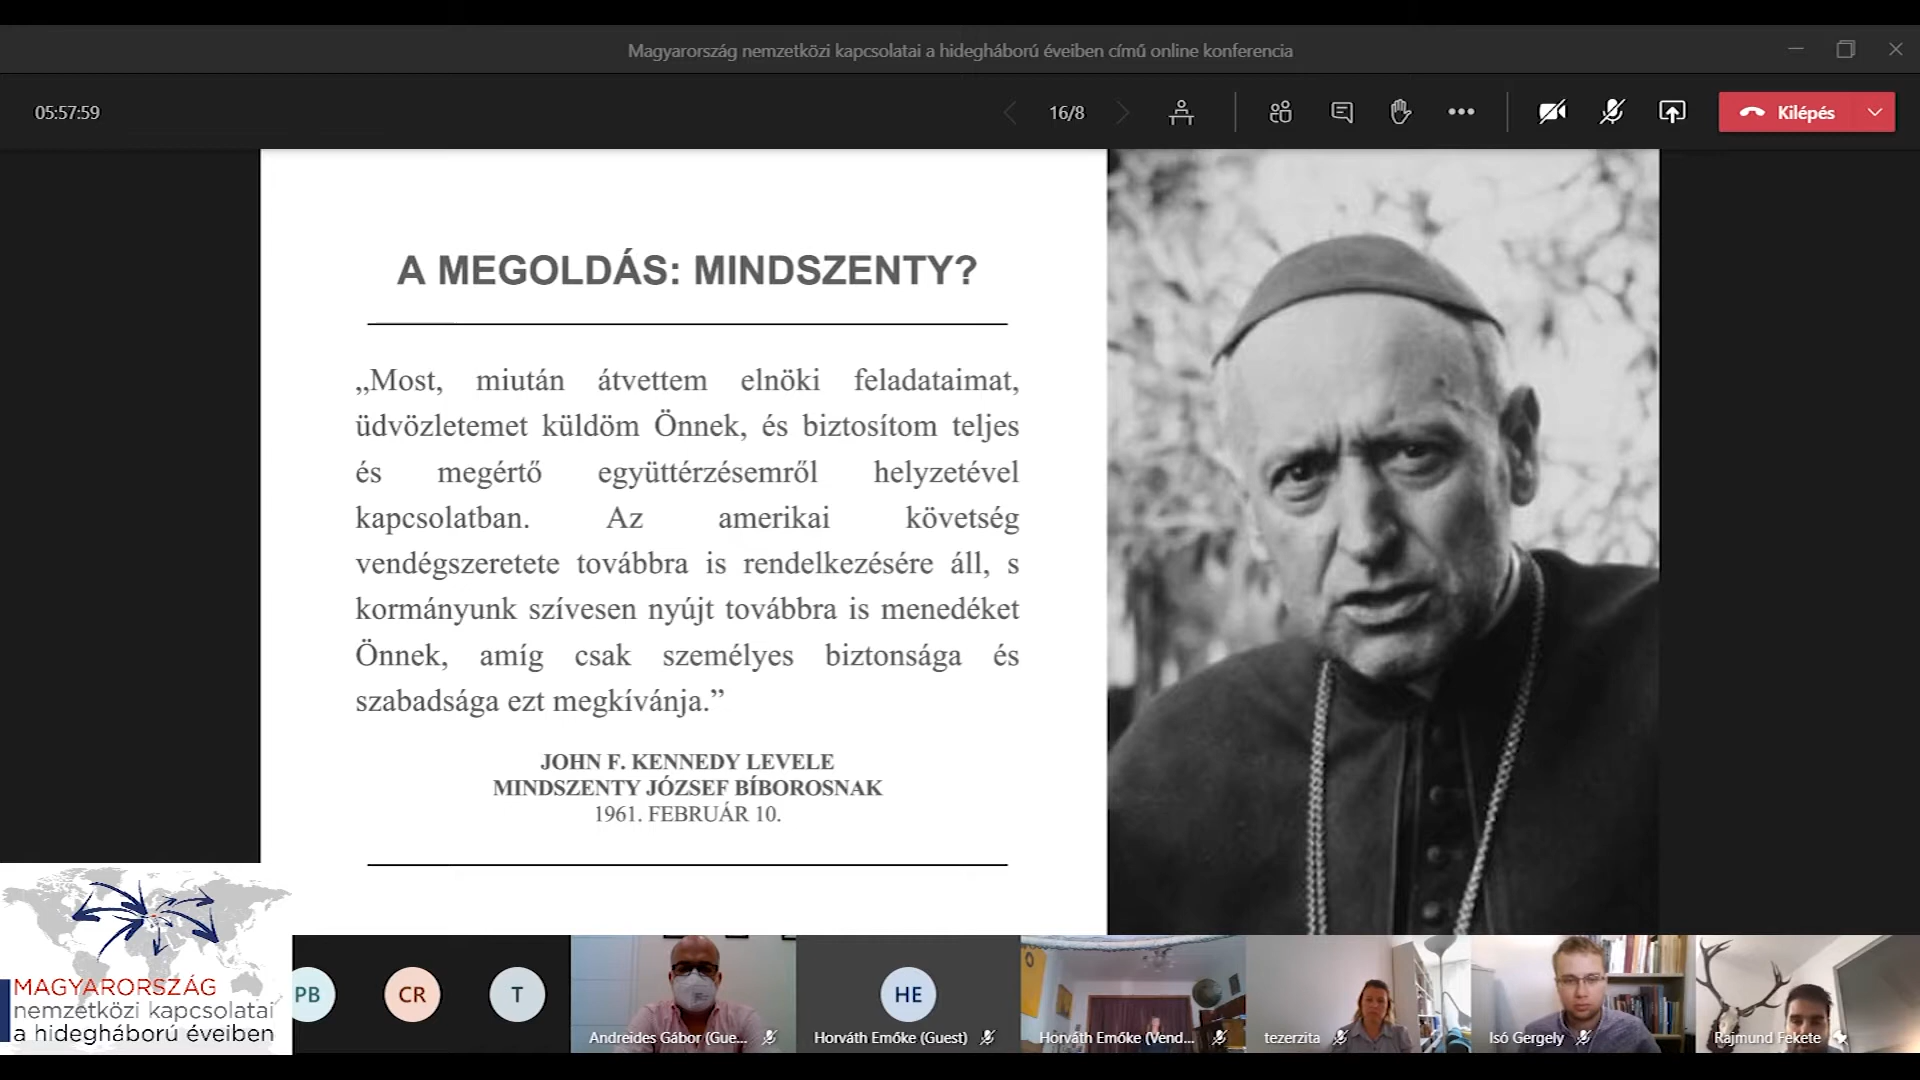 Magyarország nemzetközi kapcsolatai a hidegháború éveiben című online konferencia
05:57:59
16/8
Kilépés
A MEGOLDÁS: MINDSZENTY?
„Most, miután átvettem elnöki feladataimat,
üdvözletemet küldöm Önnek, és biztosítom teljes
és megértő együttérzésemről helyzetével
kapcsolatban. Az amerikai követség
vendégszeretete továbbra is rendelkezésére áll, s
kormányunk szívesen nyújt továbbra is menedéket
Önnek, amíg csak személyes biztonsága és
szabadsága ezt megkívánja.”
JOHN F. KENNEDY LEVELE
MINDSZENTY JÓZSEF BÍBOROSNAK
1961. FEBRUÁR 10.
MAGYARORSZÁG
nemzetközi kapcsolatai
a hidegháború éveiben
PB
CR
T
Andreides Gábor (Gue...
HE
Horváth Emőke (Guest)
Horváth Emőke (Vend...
tezerzita
Isó Gergely
Rajmund Fekete